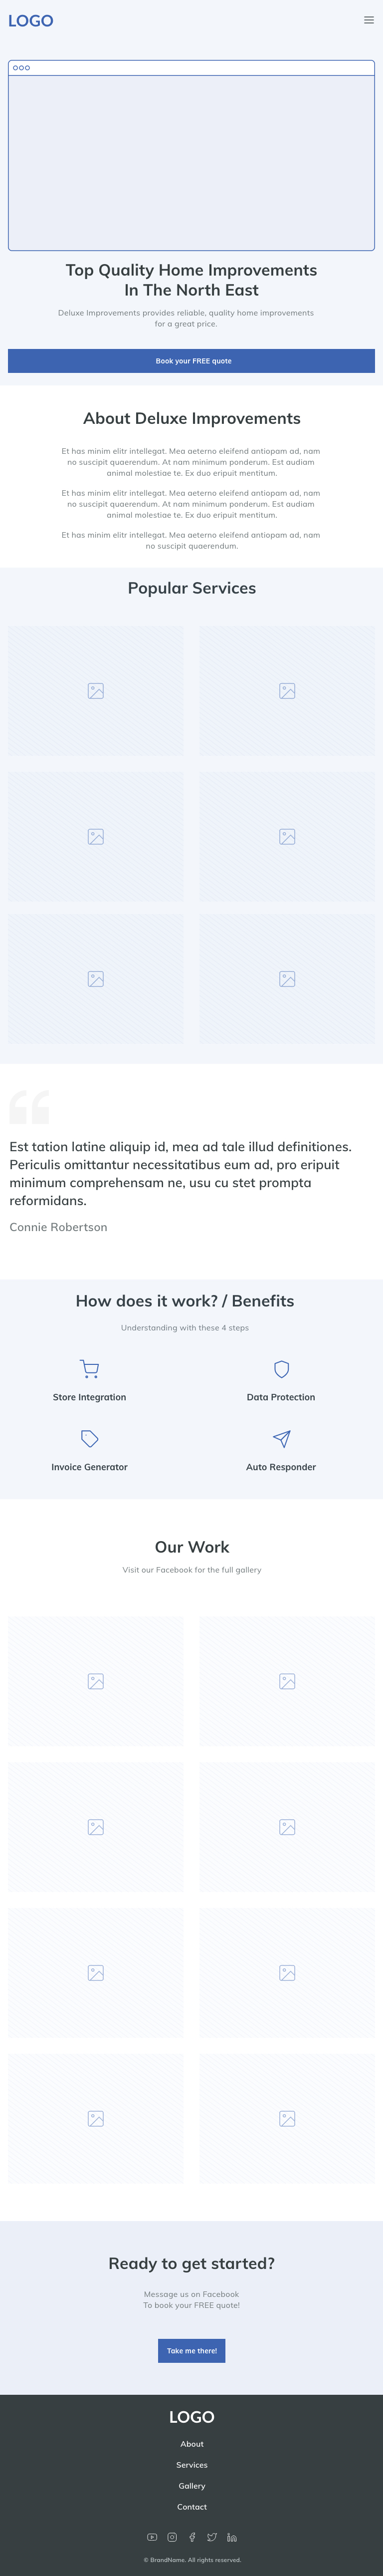 LOGO
Top Quality Home Improvements
In The North East
Deluxe Improvements provides reliable, quality home improvements
for a great price.
Book your FREE quote
About Deluxe Improvements
Et has minim elitr intellegat. Mea aeterno eleifend antiopam ad, nam
no suscipit quaerendum. At nam minimum ponderum. Est audiam
animal molestiae te. Ex duo eripuit mentitum.
Et has minim elitr intellegat. Mea aeterno eleifend antiopam ad, nam
no suscipit quaerendum. At nam minimum ponderum. Est audiam
animal molestiae te. Ex duo eripuit mentitum.
Et has minim elitr intellegat. Mea aeterno eleifend antiopam ad, nam
no suscipit quaerendum.
Popular Services
Est tation latine aliquip id, mea ad tale illud definitiones.
Periculis omittantur necessitatibus eum ad, pro eripuit
minimum comprehensam ne, usu cu stet prompta
reformidans.
Connie Robertson
How does it work? / Benefits
Understanding with these 4 steps
Store Integration
Data Protection
Invoice Generator
Auto Responder
Our Work
Visit our Facebook for the full gallery
Ready to get started?
Message us on Facebook
To book your FREE quote!
Take me there!
LOGO
About
Services
Gallery
Contact
© BrandName. All rights reserved.